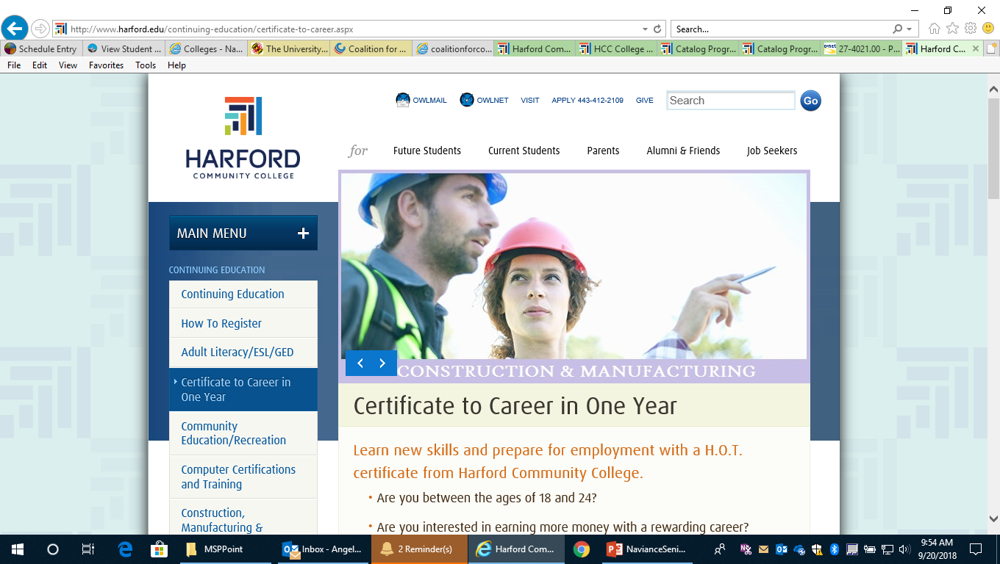 http://www.harford.edu/continuing-education/certificate-to-career.aspx
Search...
Schedule Entry
View Student ...
Colleges - Na...
The University...
Coalition for ...
coalitionforco...
Harford Com...
HCC College ...
Catalog Progr...
Catalog Progr...
27-4021.00 - P...
Harford C...
File Edit View Favorites Tools Help
OWLMAIL OWLNET VISIT APPLY 443-412-2109 GIVE Search Go
HARFORD
COMMUNITY COLLEGE
for Future Students Current Students Parents Alumni & Friends Job Seekers
MAIN MENU +
CONTINUING EDUCATION
Continuing Education
How To Register
Adult Literacy/ESL/GED
Certificate to Career in
One Year
Community
Education/Recreation
Computer Certifications
and Training
Construction,
Manufacturing &
CONSTRUCTION & MANUFACTURING
Certificate to Career in One Year
Learn new skills and prepare for employment with a H.O.T.
certificate from Harford Community College.
• Are you between the ages of 18 and 24?
• Are you interested in earning more money with a rewarding career?
MSPPoint
Inbox - Angel...
2 Reminder(s)
Harford Com...
NavianceSeni...
9:54 AM
9/20/2018